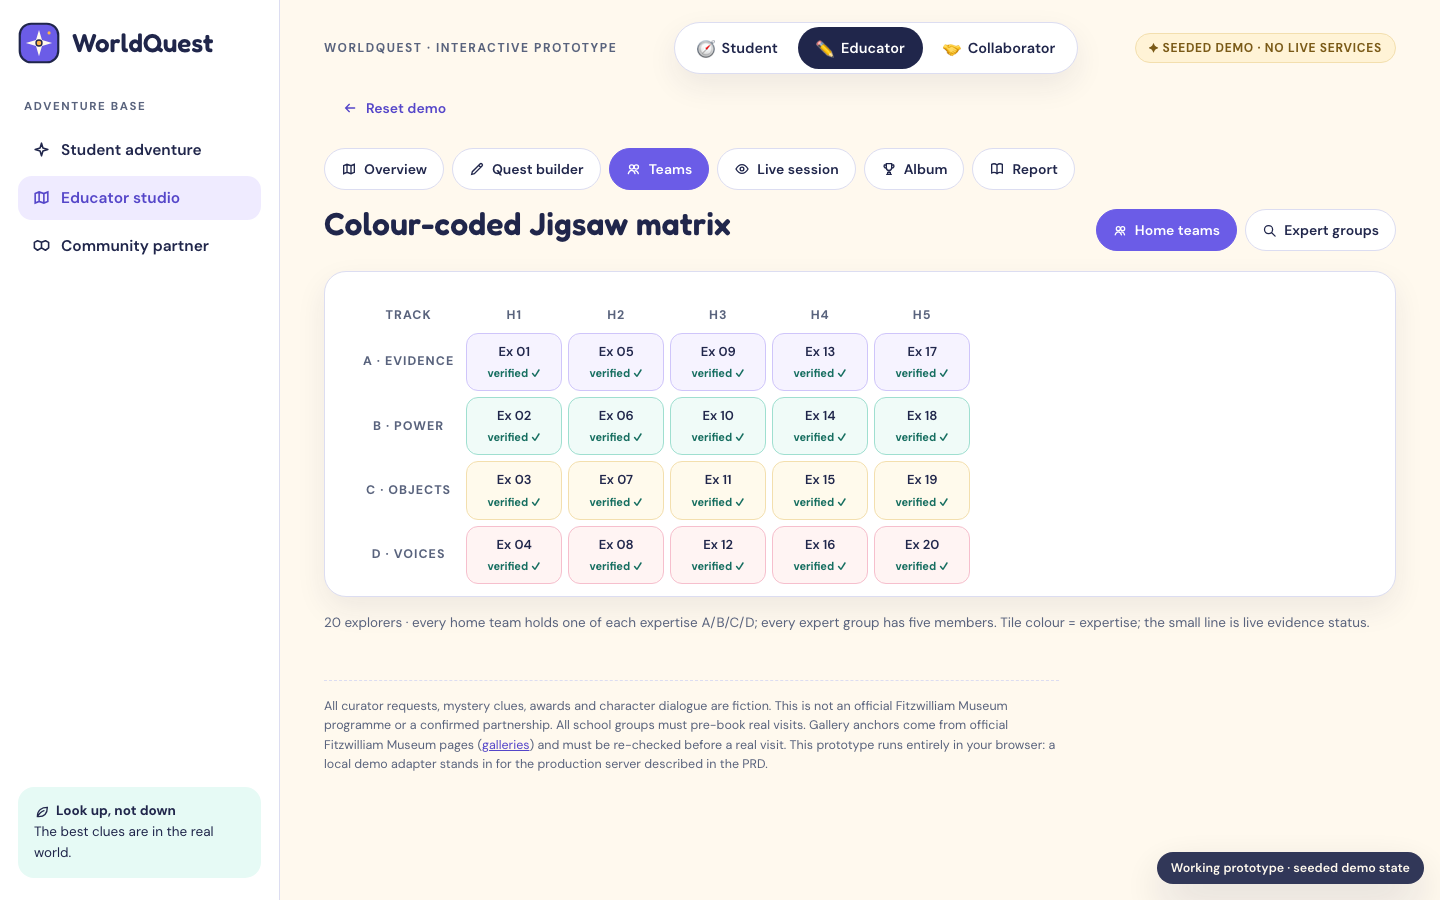 WorldQuest
ADVENTURE BASE
Student adventure
Educator studio
Community partner
Look up, not down
The best clues are in the real
world.
WORLDQUEST · INTERACTIVE PROTOTYPE
Student
Educator
Collaborator
✦ SEEDED DEMO · NO LIVE SERVICES
← Reset demo
Overview
Quest builder
Teams
Live session
Album
Report
Colour-coded Jigsaw matrix
Home teams
Expert groups
TRACK H1 H2 H3 H4 H5
A · EVIDENCE
Ex 01 Ex 05 Ex 09 Ex 13 Ex 17
verified ✓ verified ✓ verified ✓ verified ✓ verified ✓
B · POWER
Ex 02 Ex 06 Ex 10 Ex 14 Ex 18
verified ✓ verified ✓ verified ✓ verified ✓ verified ✓
C · OBJECTS
Ex 03 Ex 07 Ex 11 Ex 15 Ex 19
verified ✓ verified ✓ verified ✓ verified ✓ verified ✓
D · VOICES
Ex 04 Ex 08 Ex 12 Ex 16 Ex 20
verified ✓ verified ✓ verified ✓ verified ✓ verified ✓
20 explorers · every home team holds one of each expertise A/B/C/D; every expert group has five members. Tile colour = expertise; the small line is live evidence status.
All curator requests, mystery clues, awards and character dialogue are fiction. This is not an official Fitzwilliam Museum
programme or a confirmed partnership. All school groups must pre-book real visits. Gallery anchors come from official
Fitzwilliam Museum pages (galleries) and must be re-checked before a real visit. This prototype runs entirely in your browser: a
local demo adapter stands in for the production server described in the PRD.
Working prototype · seeded demo state